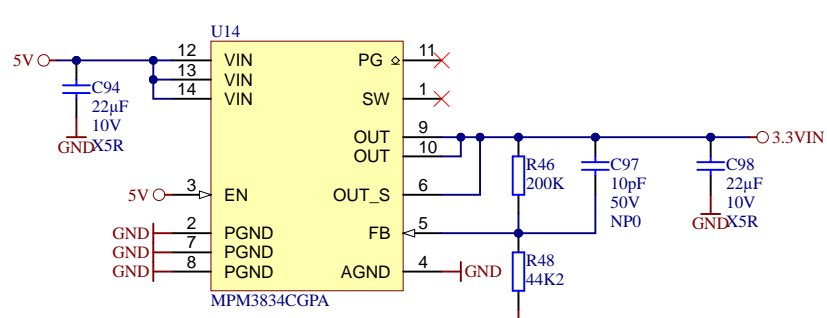 U14
5V
12
VIN
13
VIN
14
VIN
PG
11
SW
1
OUT
9
OUT
10
3.3VIN
C94
22µF
10V
X5R
GND
5V
3
EN
OUT_S
6
R46
200K
C97
10pF
50V
NP0
C98
22µF
10V
X5R
GND
GND
2
PGND
GND
7
PGND
GND
8
PGND
FB
5
AGND
4
GND
R48
44K2
MPM3834CGPA